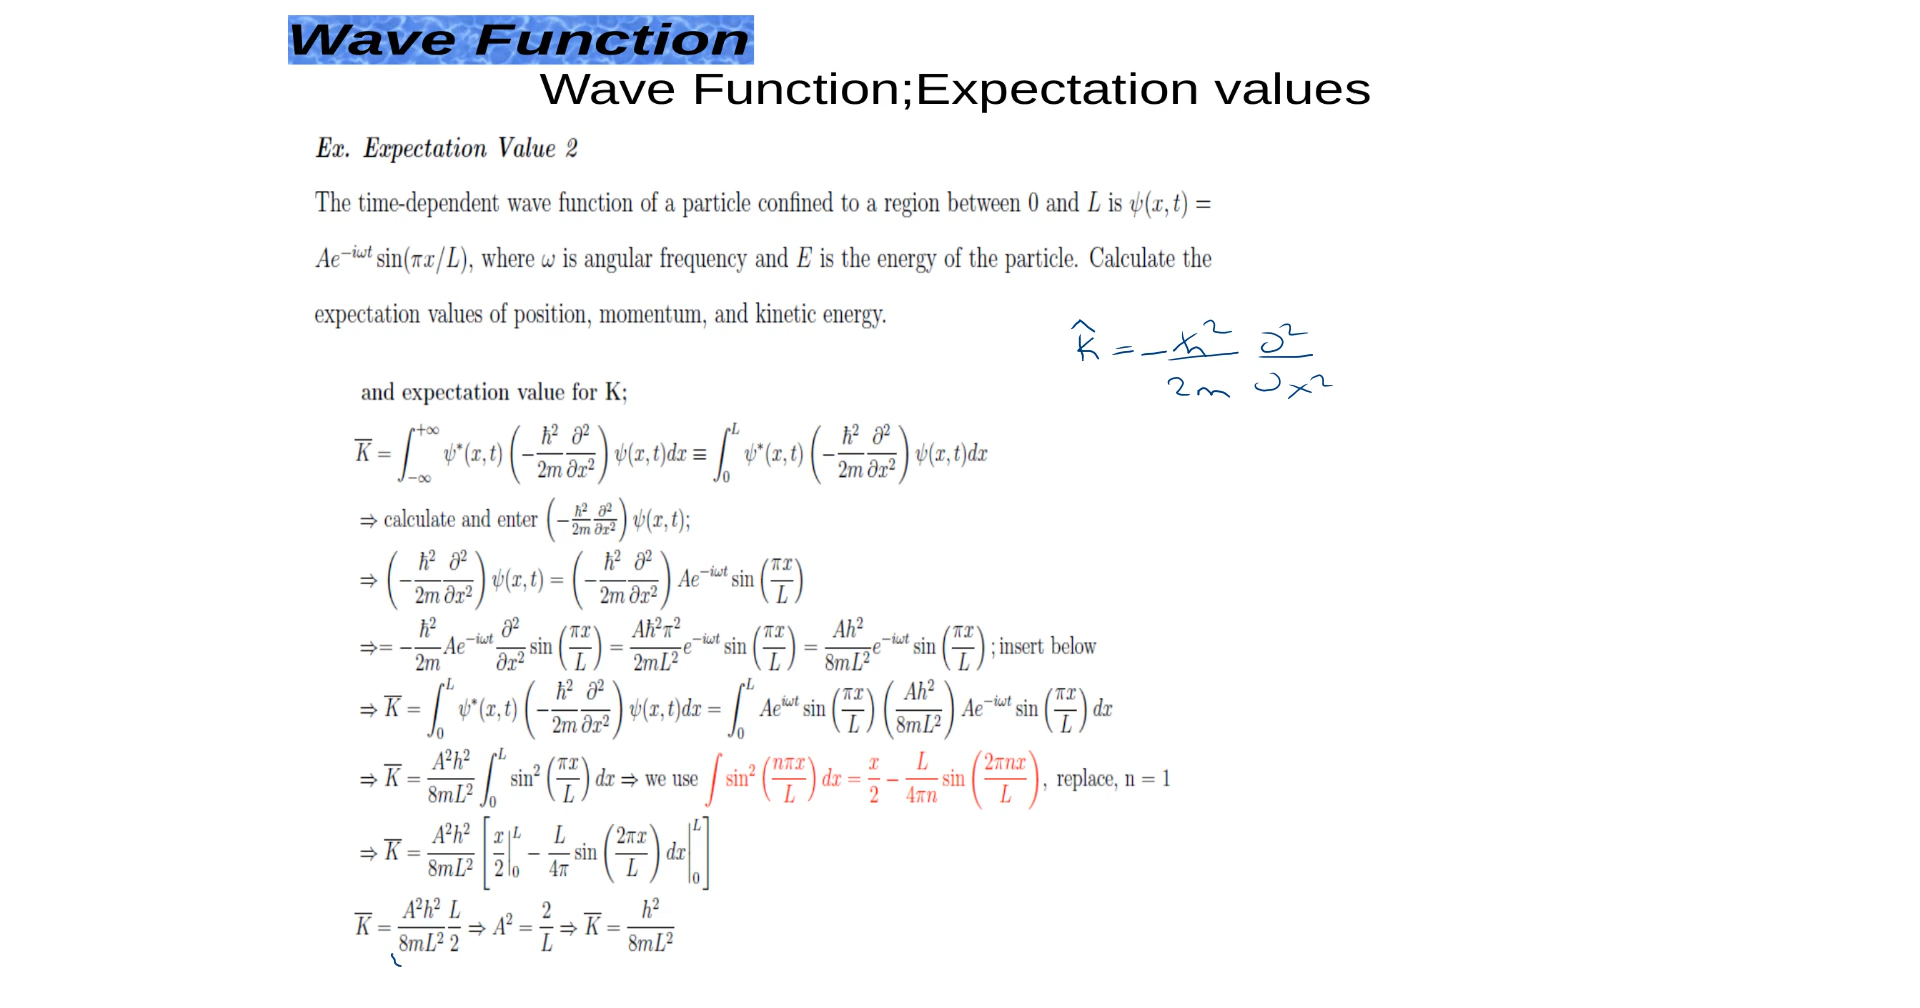 Wave Function
Wave Function;Expectation values
Ex. Expectation Value 2
The time-dependent wave function of a particle confined to a region between 0 and L is ψ(x, t) =
Ae^{−iωt} sin(πx/L), where ω is angular frequency and E is the energy of the particle. Calculate the
expectation values of position, momentum, and kinetic energy.
K̂ = −ħ²/2m ∂²/∂x²
and expectation value for K;
K̅ = ∫_{−∞}^{+∞} ψ*(x, t) (−ħ²/2m ∂²/∂x²) ψ(x, t)dx ≡ ∫_0^L ψ*(x, t) (−ħ²/2m ∂²/∂x²) ψ(x, t)dx
⇒ calculate and enter (−ħ²/2m ∂²/∂x²) ψ(x, t);
⇒ (−ħ²/2m ∂²/∂x²) ψ(x, t) = (−ħ²/2m ∂²/∂x²) Ae^{−iωt} sin (πx/L)
⇒= −ħ²/2m Ae^{−iωt} ∂²/∂x² sin (πx/L) = Aħ²π²/2mL² e^{−iωt} sin (πx/L) = Ah²/8mL² e^{−iωt} sin (πx/L) ; insert below
⇒ K̅ = ∫_0^L ψ*(x, t) (−ħ²/2m ∂²/∂x²) ψ(x, t)dx = ∫_0^L Ae^{iωt} sin (πx/L) (Ah²/8mL²) Ae^{−iωt} sin (πx/L) dx
⇒ K̅ = A²h²/8mL² ∫_0^L sin² (πx/L) dx ⇒ we use ∫ sin² (nπx/L) dx = x/2 − L/4πn sin (2πnx/L), replace, n = 1
⇒ K̅ = A²h²/8mL² [x/2|_0^L − L/4π sin (2πx/L) dx|_0^L]
K̅ = A²h²/8mL² L/2 ⇒ A² = 2/L ⇒ K̅ = h²/8mL²